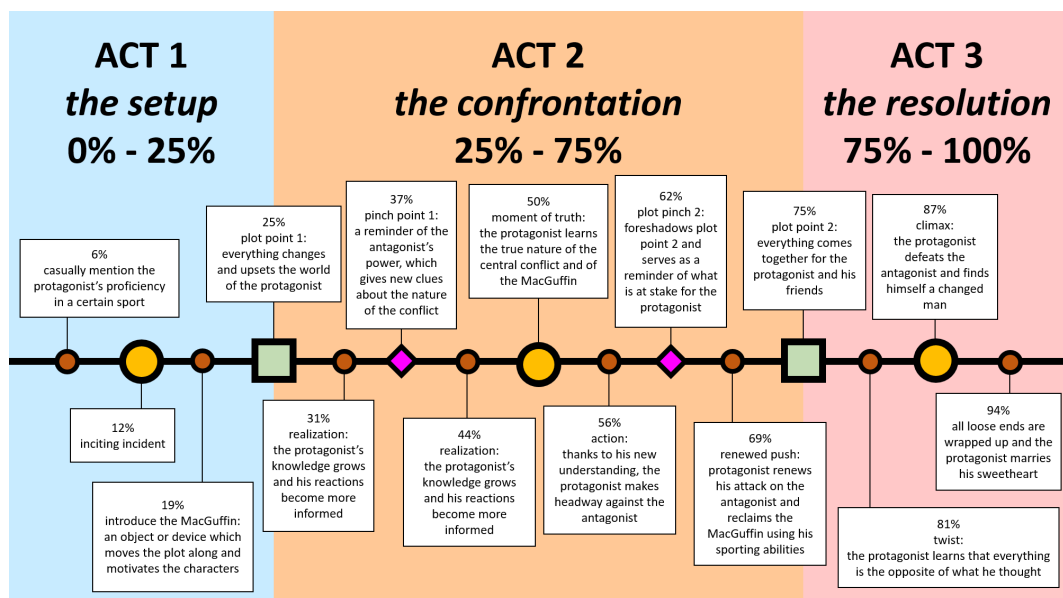 ACT 1
the setup
0% - 25%
ACT 2
the confrontation
25% - 75%
ACT 3
the resolution
75% - 100%
6%
casually mention the
protagonist's proficiency
in a certain sport
12%
inciting incident
19%
introduce the MacGuffin:
an object or device which
moves the plot along and
motivates the characters
25%
plot point 1:
everything changes
and upsets the world
of the protagonist
31%
realization:
the protagonist's
knowledge grows
and his reactions
become more
informed
37%
pinch point 1:
a reminder of the
antagonist's
power, which
gives new clues
about the nature
of the conflict
44%
realization:
the protagonist's
knowledge grows
and his reactions
become more
informed
50%
moment of truth:
the protagonist learns
the true nature of the
central conflict and of
the MacGuffin
56%
action:
thanks to his new
understanding, the
protagonist makes
headway against the
antagonist
62%
plot pinch 2:
foreshadows plot
point 2 and
serves as a
reminder of what
is at stake for the
protagonist
69%
renewed push:
protagonist renews
his attack on the
antagonist and
reclaims the
MacGuffin using his
sporting abilities
75%
plot point 2:
everything comes
together for the
protagonist and his
friends
81%
twist:
the protagonist learns that everything
is the opposite of what he thought
87%
climax:
the protagonist
defeats the
antagonist and finds
himself a changed
man
94%
all loose ends are
wrapped up and the
protagonist marries
his sweetheart